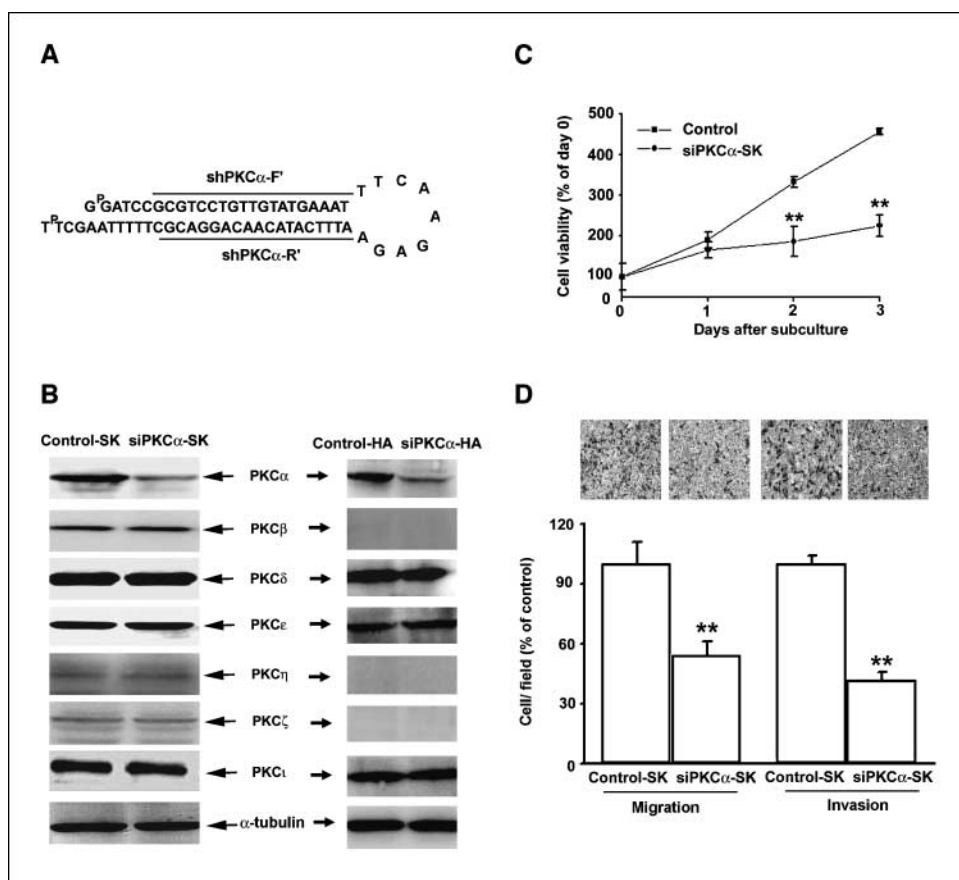 A
shPKCα-F'
T T C A A G A G A
GPGATCCGCGTCCTGTTGTATGAAAT
TPTCGAATTTTTCGCAGGACAACATACTTTA
shPKCα-R'
B
Control-SK siPKCα-SK
Control-HA siPKCα-HA
PKCα
PKCβ
PKCδ
PKCε
PKCη
PKCζ
PKCι
α-tubulin
C
Cell viability (% of day 0)
500
400
300
200
100
0
Control
siPKCα-SK
**
**
0 1 2 3
Days after subculture
D
Cell/ field (% of control)
120
90
60
30
0
**
**
Control-SK siPKCα-SK Control-SK siPKCα-SK
Migration Invasion